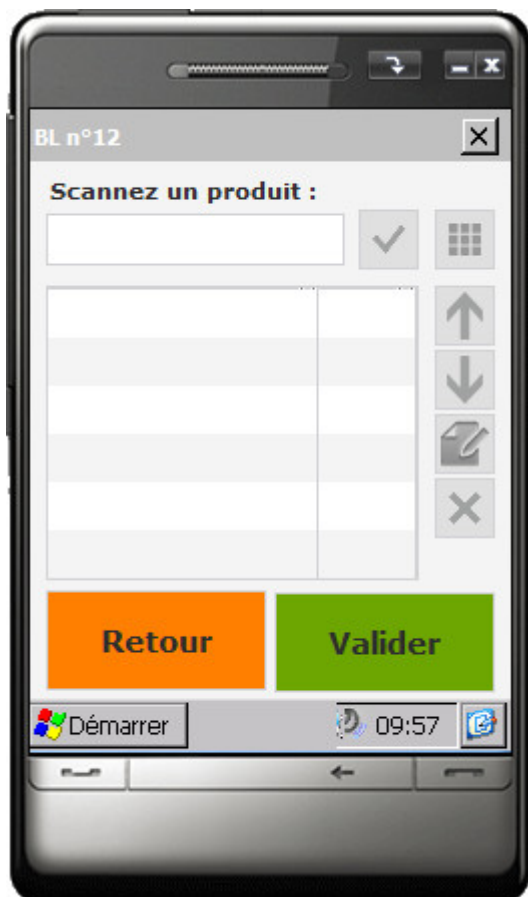 BL n°12
Scannez un produit :
Retour
Valider
Démarrer
09:57